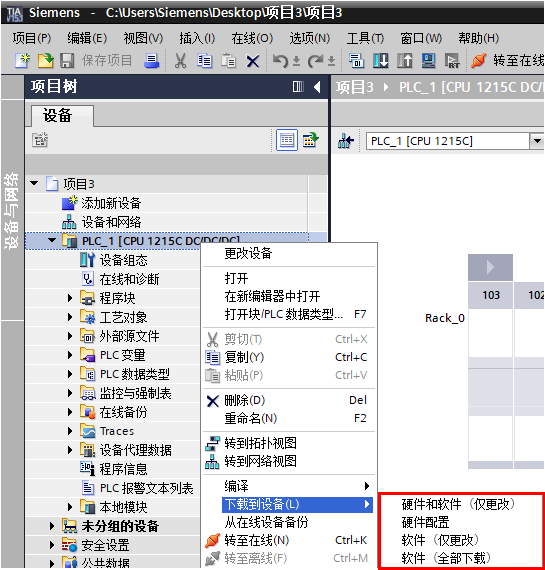 Siemens - C:\Users\Siemens\Desktop\项目3\项目3
项目(P) 编辑(E) 视图(V) 插入(I) 在线(O) 选项(N) 工具(T) 窗口(W) 帮助(H)
保存项目 转至在线
项目树
项目3 PLC_1 [CPU 1215C DC/
设备
PLC_1 [CPU 1215C]
设备与网络
项目3
添加新设备
设备和网络
PLC_1 [CPU 1215C DC/DC/DC]
设备组态
在线和诊断
程序块
工艺对象
外部源文件
PLC 变量
PLC 数据类型
监控与强制表
在线备份
Traces
设备代理数据
程序信息
PLC 报警文本列表
本地模块
未分组的设备
安全设置
公共数据
更改设备
打开
在新编辑器中打开
打开块/PLC 数据类型... F7
剪切(T) Ctrl+X
复制(Y) Ctrl+C
粘贴(P) Ctrl+V
删除(D) Del
重命名(N) F2
转到拓扑视图
转到网络视图
编译
下载到设备(L)
从在线设备备份
转至在线(N) Ctrl+K
转至离线(F) Ctrl+M
硬件和软件（仅更改）
硬件配置
软件（仅更改）
软件（全部下载）
103 102
Rack_0